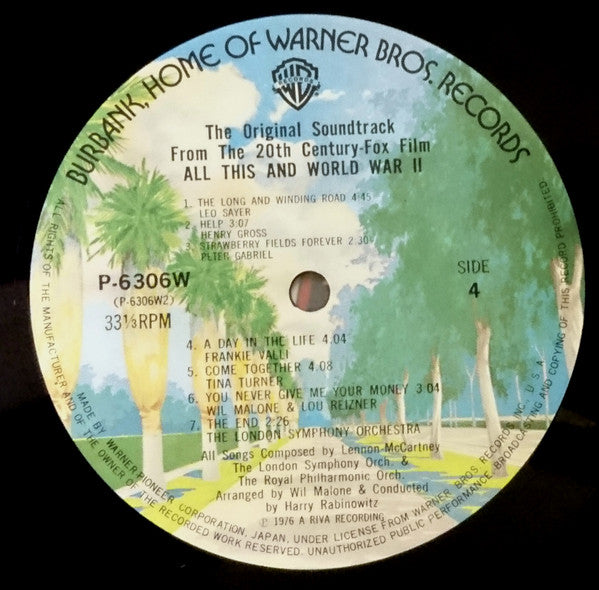 BURBANK, HOME OF WARNER BROS. RECORDS
W
RECORDS
The Original Soundtrack
From The 20th Century-Fox Film
ALL THIS AND WORLD WAR II
1. THE LONG AND WINDING ROAD 4:45
LEO SAYER
2. HELP 3:07
HENRY GROSS
3. STRAWBERRY FIELDS FOREVER 2:30
PETER GABRIEL
P-6306W
(P-6306W2)
33⅓RPM
SIDE
4
4. A DAY IN THE LIFE 4:04
FRANKIE VALLI
5. COME TOGETHER 4:08
TINA TURNER
6. YOU NEVER GIVE ME YOUR MONEY 3:04
WIL MALONE & LOU REIZNER
7. THE END 2:26
THE LONDON SYMPHONY ORCHESTRA
All Songs Composed by Lennon-McCartney
The London Symphony Orch. &
The Royal Philharmonic Orch.
Arranged by Wil Malone & Conducted
by Harry Rabinowitz
℗ 1976 A RIVA RECORDING
MADE BY WARNER-PIONEER CORPORATION, JAPAN. UNDER LICENSE FROM WARNER BROS RECORDS INC., U.S.A.
ALL RIGHTS OF THE MANUFACTURER AND OF THE OWNER OF THE RECORDED WORK RESERVED. UNAUTHORIZED PUBLIC PERFORMANCE, BROADCASTING AND COPYING OF THIS RECORD PROHIBITED.